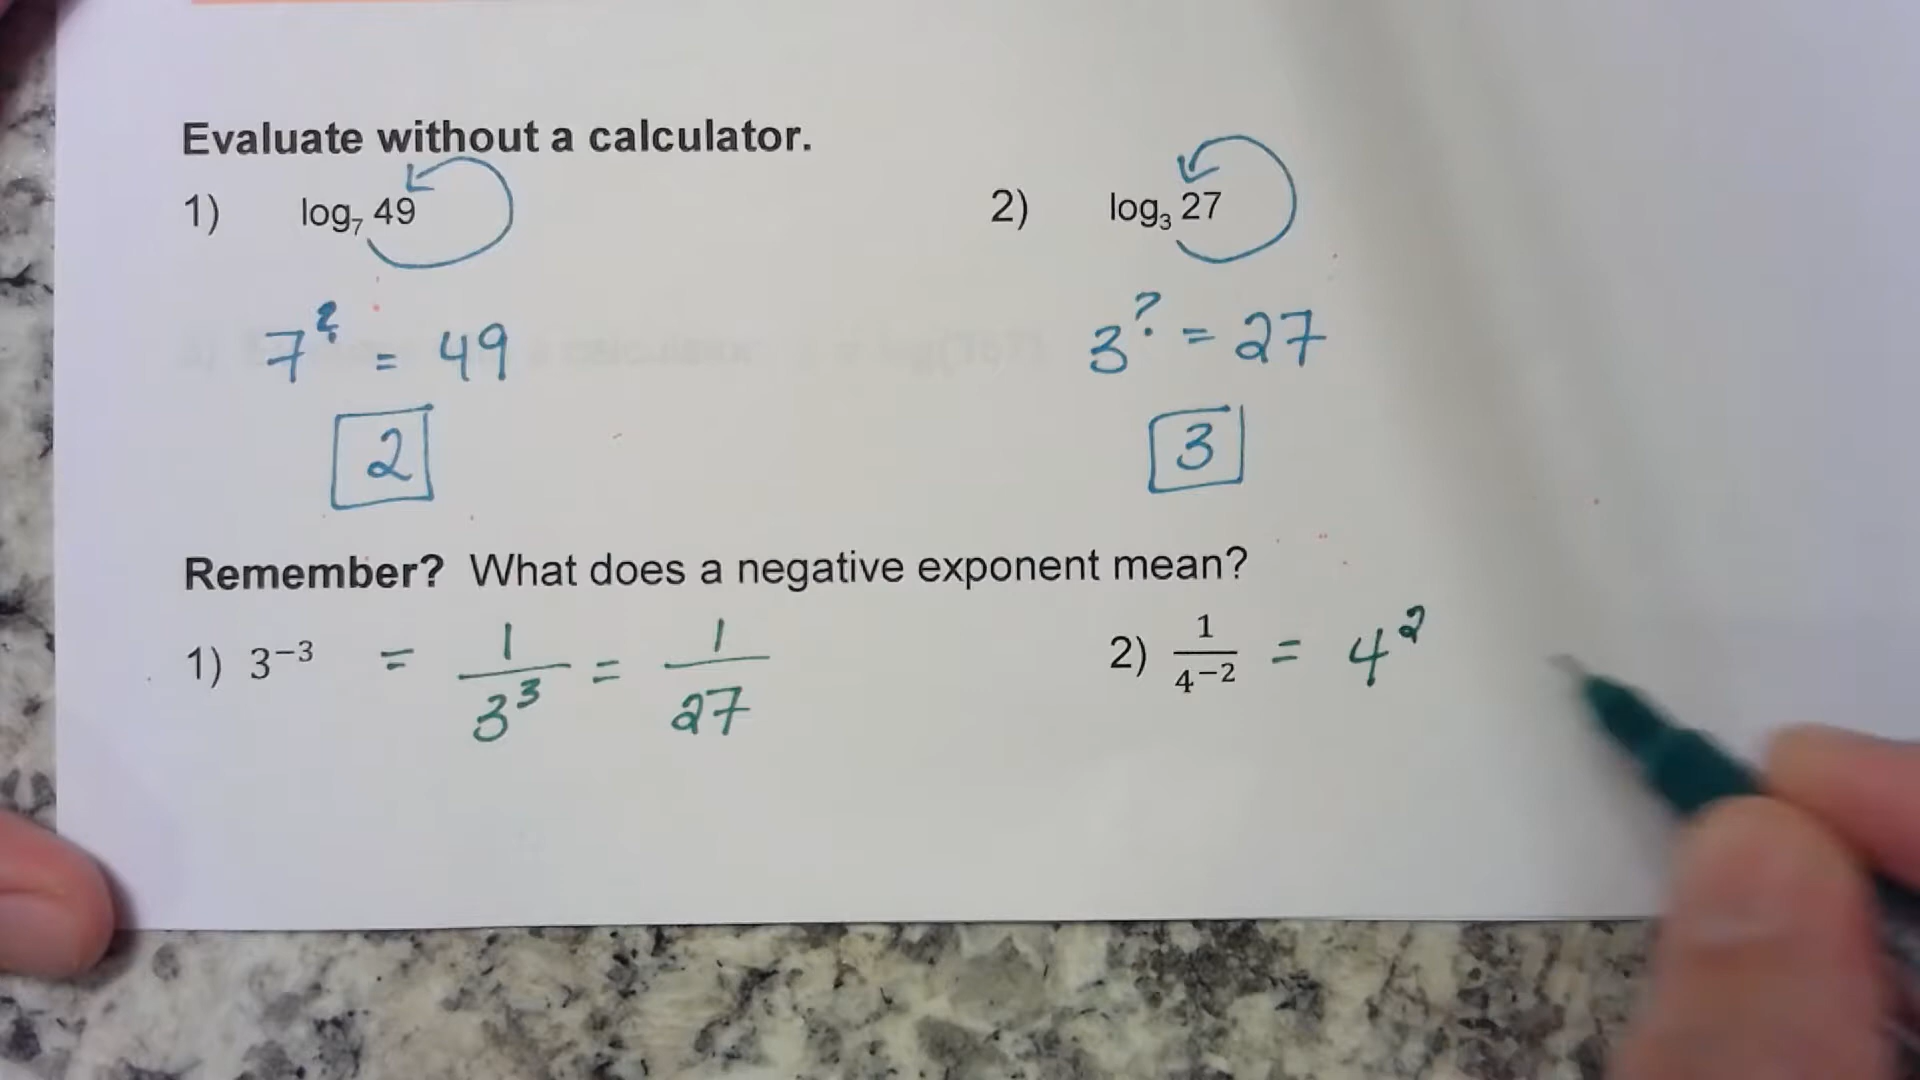 Evaluate without a calculator.
1) log₇ 49
2) log₃ 27
7^? = 49
3^? = 27
2
3
Remember? What does a negative exponent mean?
1) 3⁻³ = 1/3³ = 1/27
2) 1/4⁻² = 4²